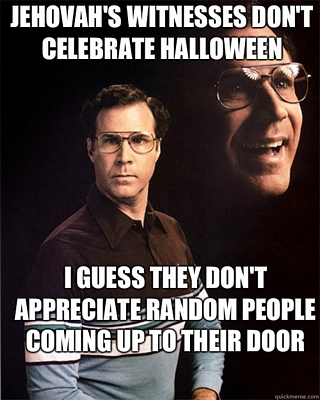 JEHOVAH'S WITNESSES DON'T
CELEBRATE HALLOWEEN
I GUESS THEY DON'T
APPRECIATE RANDOM PEOPLE
COMING UP TO THEIR DOOR
quickmeme.com